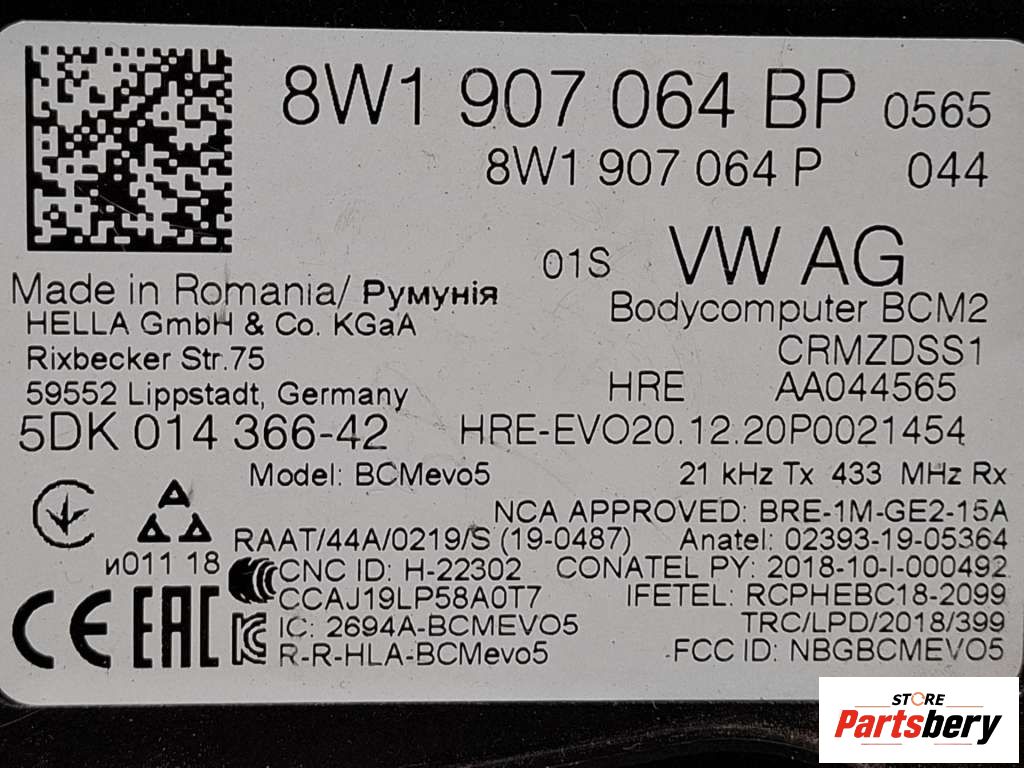 8W1 907 064 BP 0565
8W1 907 064 P 044
01S VW AG
Made in Romania/ Румунія
Bodycomputer BCM2
HELLA GmbH & Co. KGaA
CRMZDSS1
Rixbecker Str.75
HRE AA044565
59552 Lippstadt, Germany
5DK 014 366-42 HRE-EVO20.12.20P0021454
Model: BCMevo5 21 kHz Tx 433 MHz Rx
NCA APPROVED: BRE-1M-GE2-15A
RAAT/44A/0219/S (19-0487) Anatel: 02393-19-05364
и011 18
CNC ID: H-22302 CONATEL PY: 2018-10-I-000492
CCAJ19LP58A0T7 IFETEL: RCPHEBC18-2099
CE EAC
IC: 2694A-BCMEVO5 TRC/LPD/2018/399
R-R-HLA-BCMevo5 FCC ID: NBGBCMEVO5
STORE
Partsbery